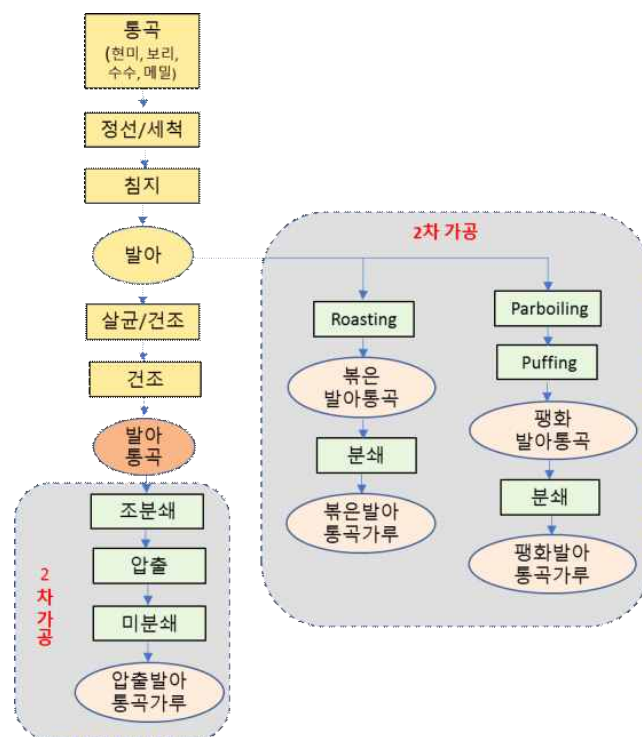 통곡
(현미, 보리,
수수, 메밀)
정선/세척
침지
발아
살균/건조
건조
발아
통곡
2
차
가
공
조분쇄
압출
미분쇄
압출발아
통곡가루
2차 가공
Roasting
볶은
발아통곡
분쇄
볶은발아
통곡가루
Parboiling
Puffing
팽화
발아통곡
분쇄
팽화발아
통곡가루